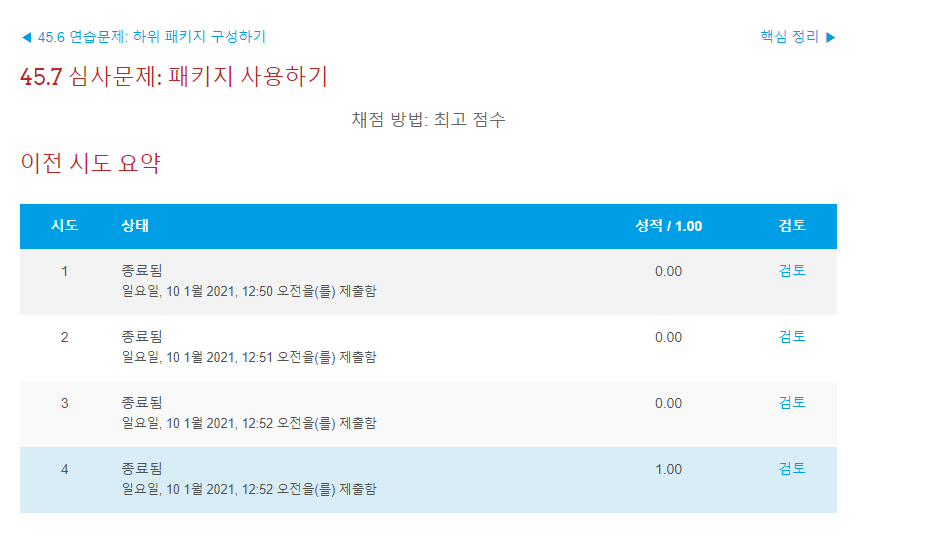 ◀ 45.6 연습문제: 하위 패키지 구성하기 핵심 정리 ▶
45.7 심사문제: 패키지 사용하기
채점 방법: 최고 점수
이전 시도 요약
시도 상태 성적 / 1.00 검토
1 종료됨 0.00 검토
일요일, 10 1월 2021, 12:50 오전을(를) 제출함
2 종료됨 0.00 검토
일요일, 10 1월 2021, 12:51 오전을(를) 제출함
3 종료됨 0.00 검토
일요일, 10 1월 2021, 12:52 오전을(를) 제출함
4 종료됨 1.00 검토
일요일, 10 1월 2021, 12:52 오전을(를) 제출함